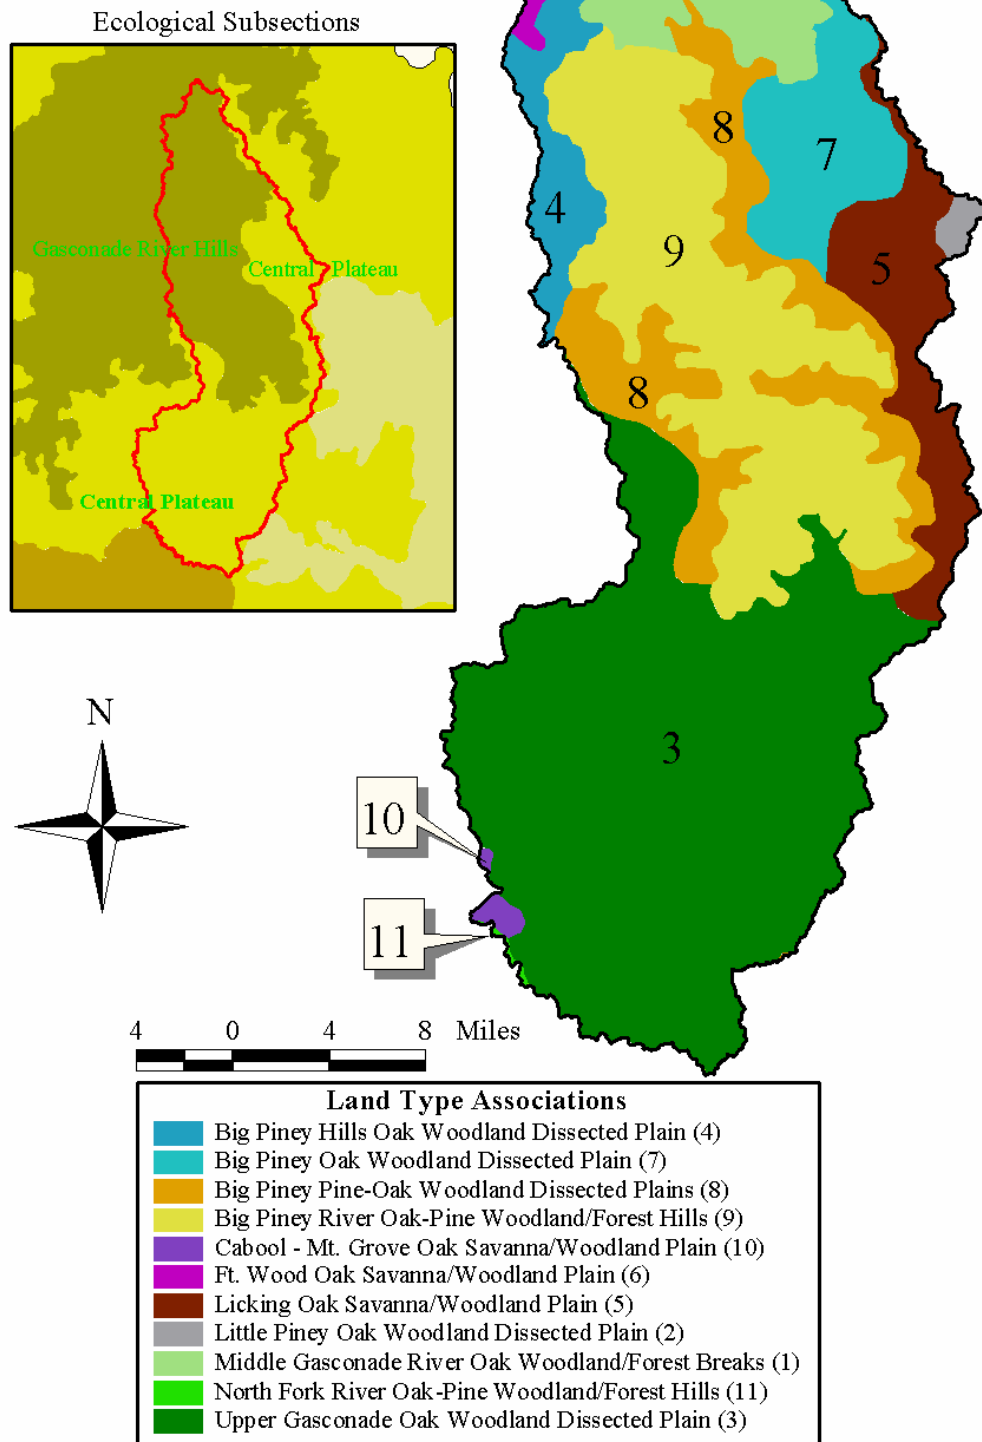 Ecological Subsections
Gasconade River Hills
Central Plateau
Central Plateau
8
7
4
9
5
8
3
N
10
11
4 0 4 8 Miles
Land Type Associations
Big Piney Hills Oak Woodland Dissected Plain (4)
Big Piney Oak Woodland Dissected Plain (7)
Big Piney Pine-Oak Woodland Dissected Plains (8)
Big Piney River Oak-Pine Woodland/Forest Hills (9)
Cabool - Mt. Grove Oak Savanna/Woodland Plain (10)
Ft. Wood Oak Savanna/Woodland Plain (6)
Licking Oak Savanna/Woodland Plain (5)
Little Piney Oak Woodland Dissected Plain (2)
Middle Gasconade River Oak Woodland/Forest Breaks (1)
North Fork River Oak-Pine Woodland/Forest Hills (11)
Upper Gasconade Oak Woodland Dissected Plain (3)